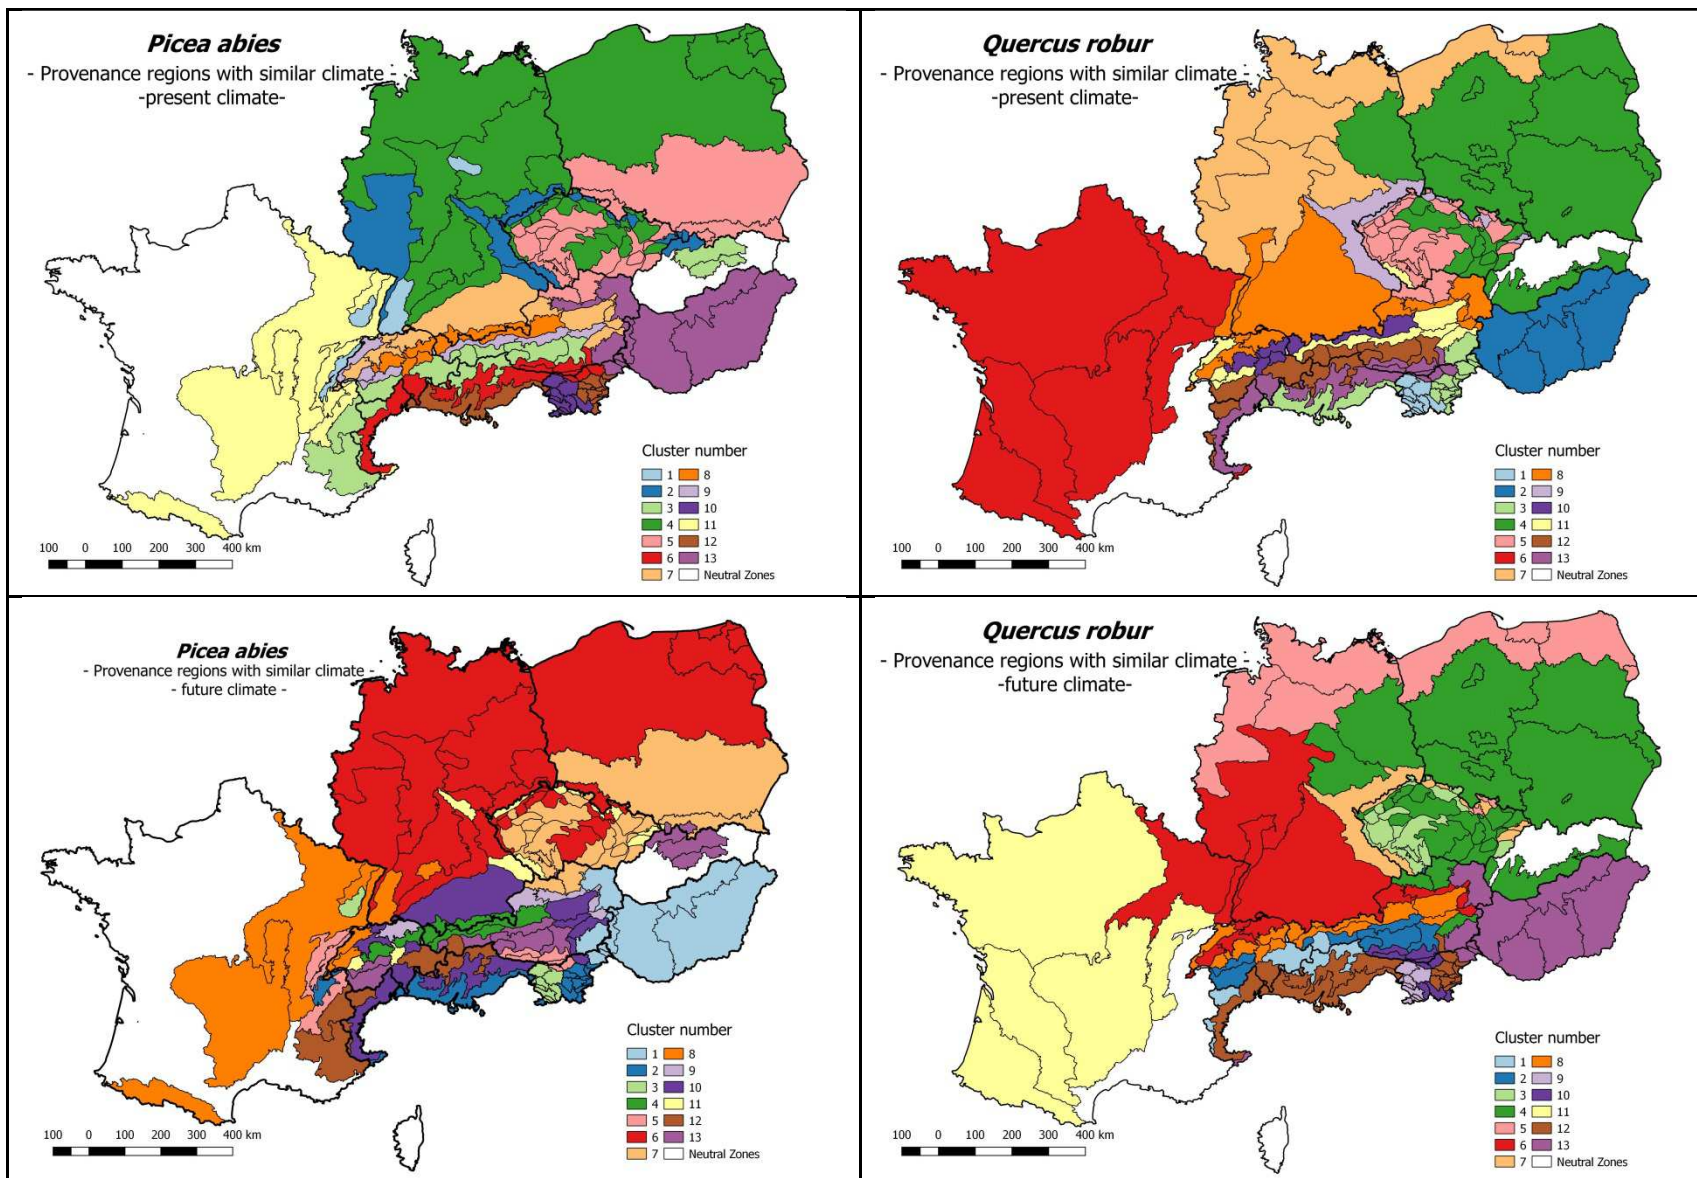 Picea abies
- Provenance regions with similar climate -
-present climate-
Cluster number
1 8
2 9
3 10
4 11
5 12
6 13
7 Neutral Zones
100 0 100 200 300 400 km
Quercus robur
- Provenance regions with similar climate -
-present climate-
Cluster number
1 8
2 9
3 10
4 11
5 12
6 13
7 Neutral Zones
100 0 100 200 300 400 km
Picea abies
- Provenance regions with similar climate -
- future climate -
Cluster number
1 8
2 9
3 10
4 11
5 12
6 13
7 Neutral Zones
100 0 100 200 300 400 km
Quercus robur
- Provenance regions with similar climate -
-future climate-
Cluster number
1 8
2 9
3 10
4 11
5 12
6 13
7 Neutral Zones
100 0 100 200 300 400 km